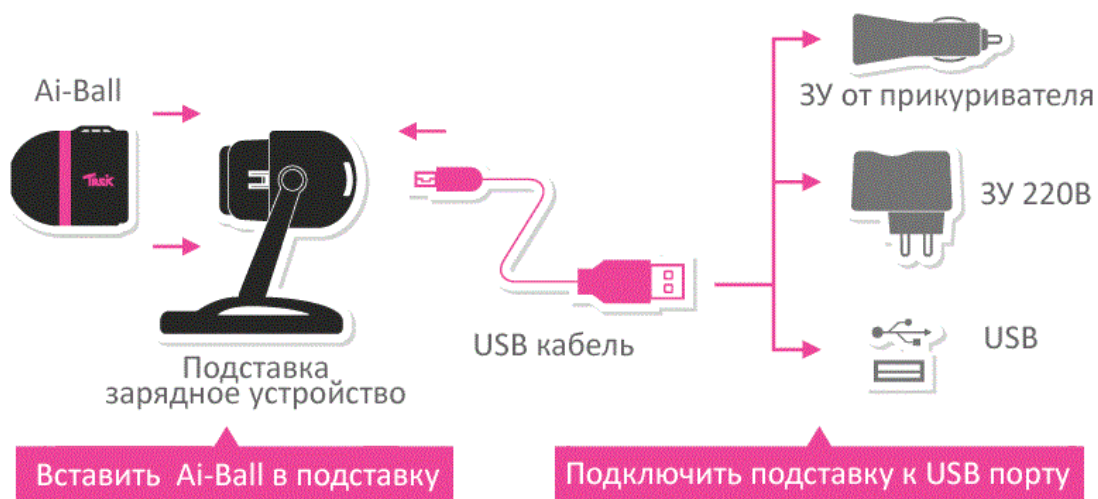 Ai-Ball
Trek
ЗУ от прикуривателя
ЗУ 220В
USB кабель
USB
Подставка
зарядное устройство
Вставить Ai-Ball в подставку
Подключить подставку к USB порту